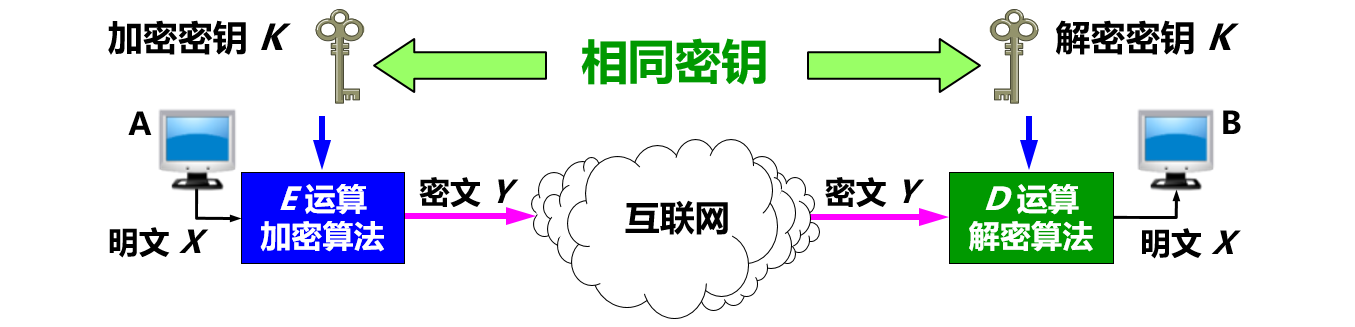 加密密钥 K
相同密钥
解密密钥 K
A
B
E 运算
加密算法
密文 Y
互联网
密文 Y
D 运算
解密算法
明文 X
明文 X